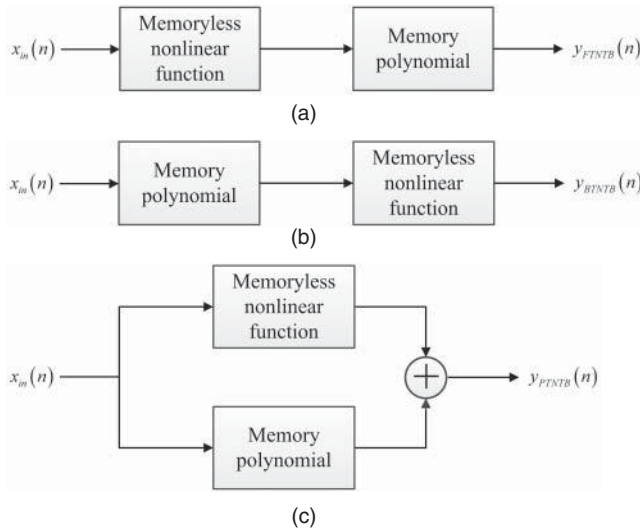 x_in(n)
Memoryless
nonlinear
function
Memory
polynomial
y_FTNTB(n)
(a)
x_in(n)
Memory
polynomial
Memoryless
nonlinear
function
y_BTNTB(n)
(b)
Memoryless
nonlinear
function
x_in(n)
+
y_PTNTB(n)
Memory
polynomial
(c)